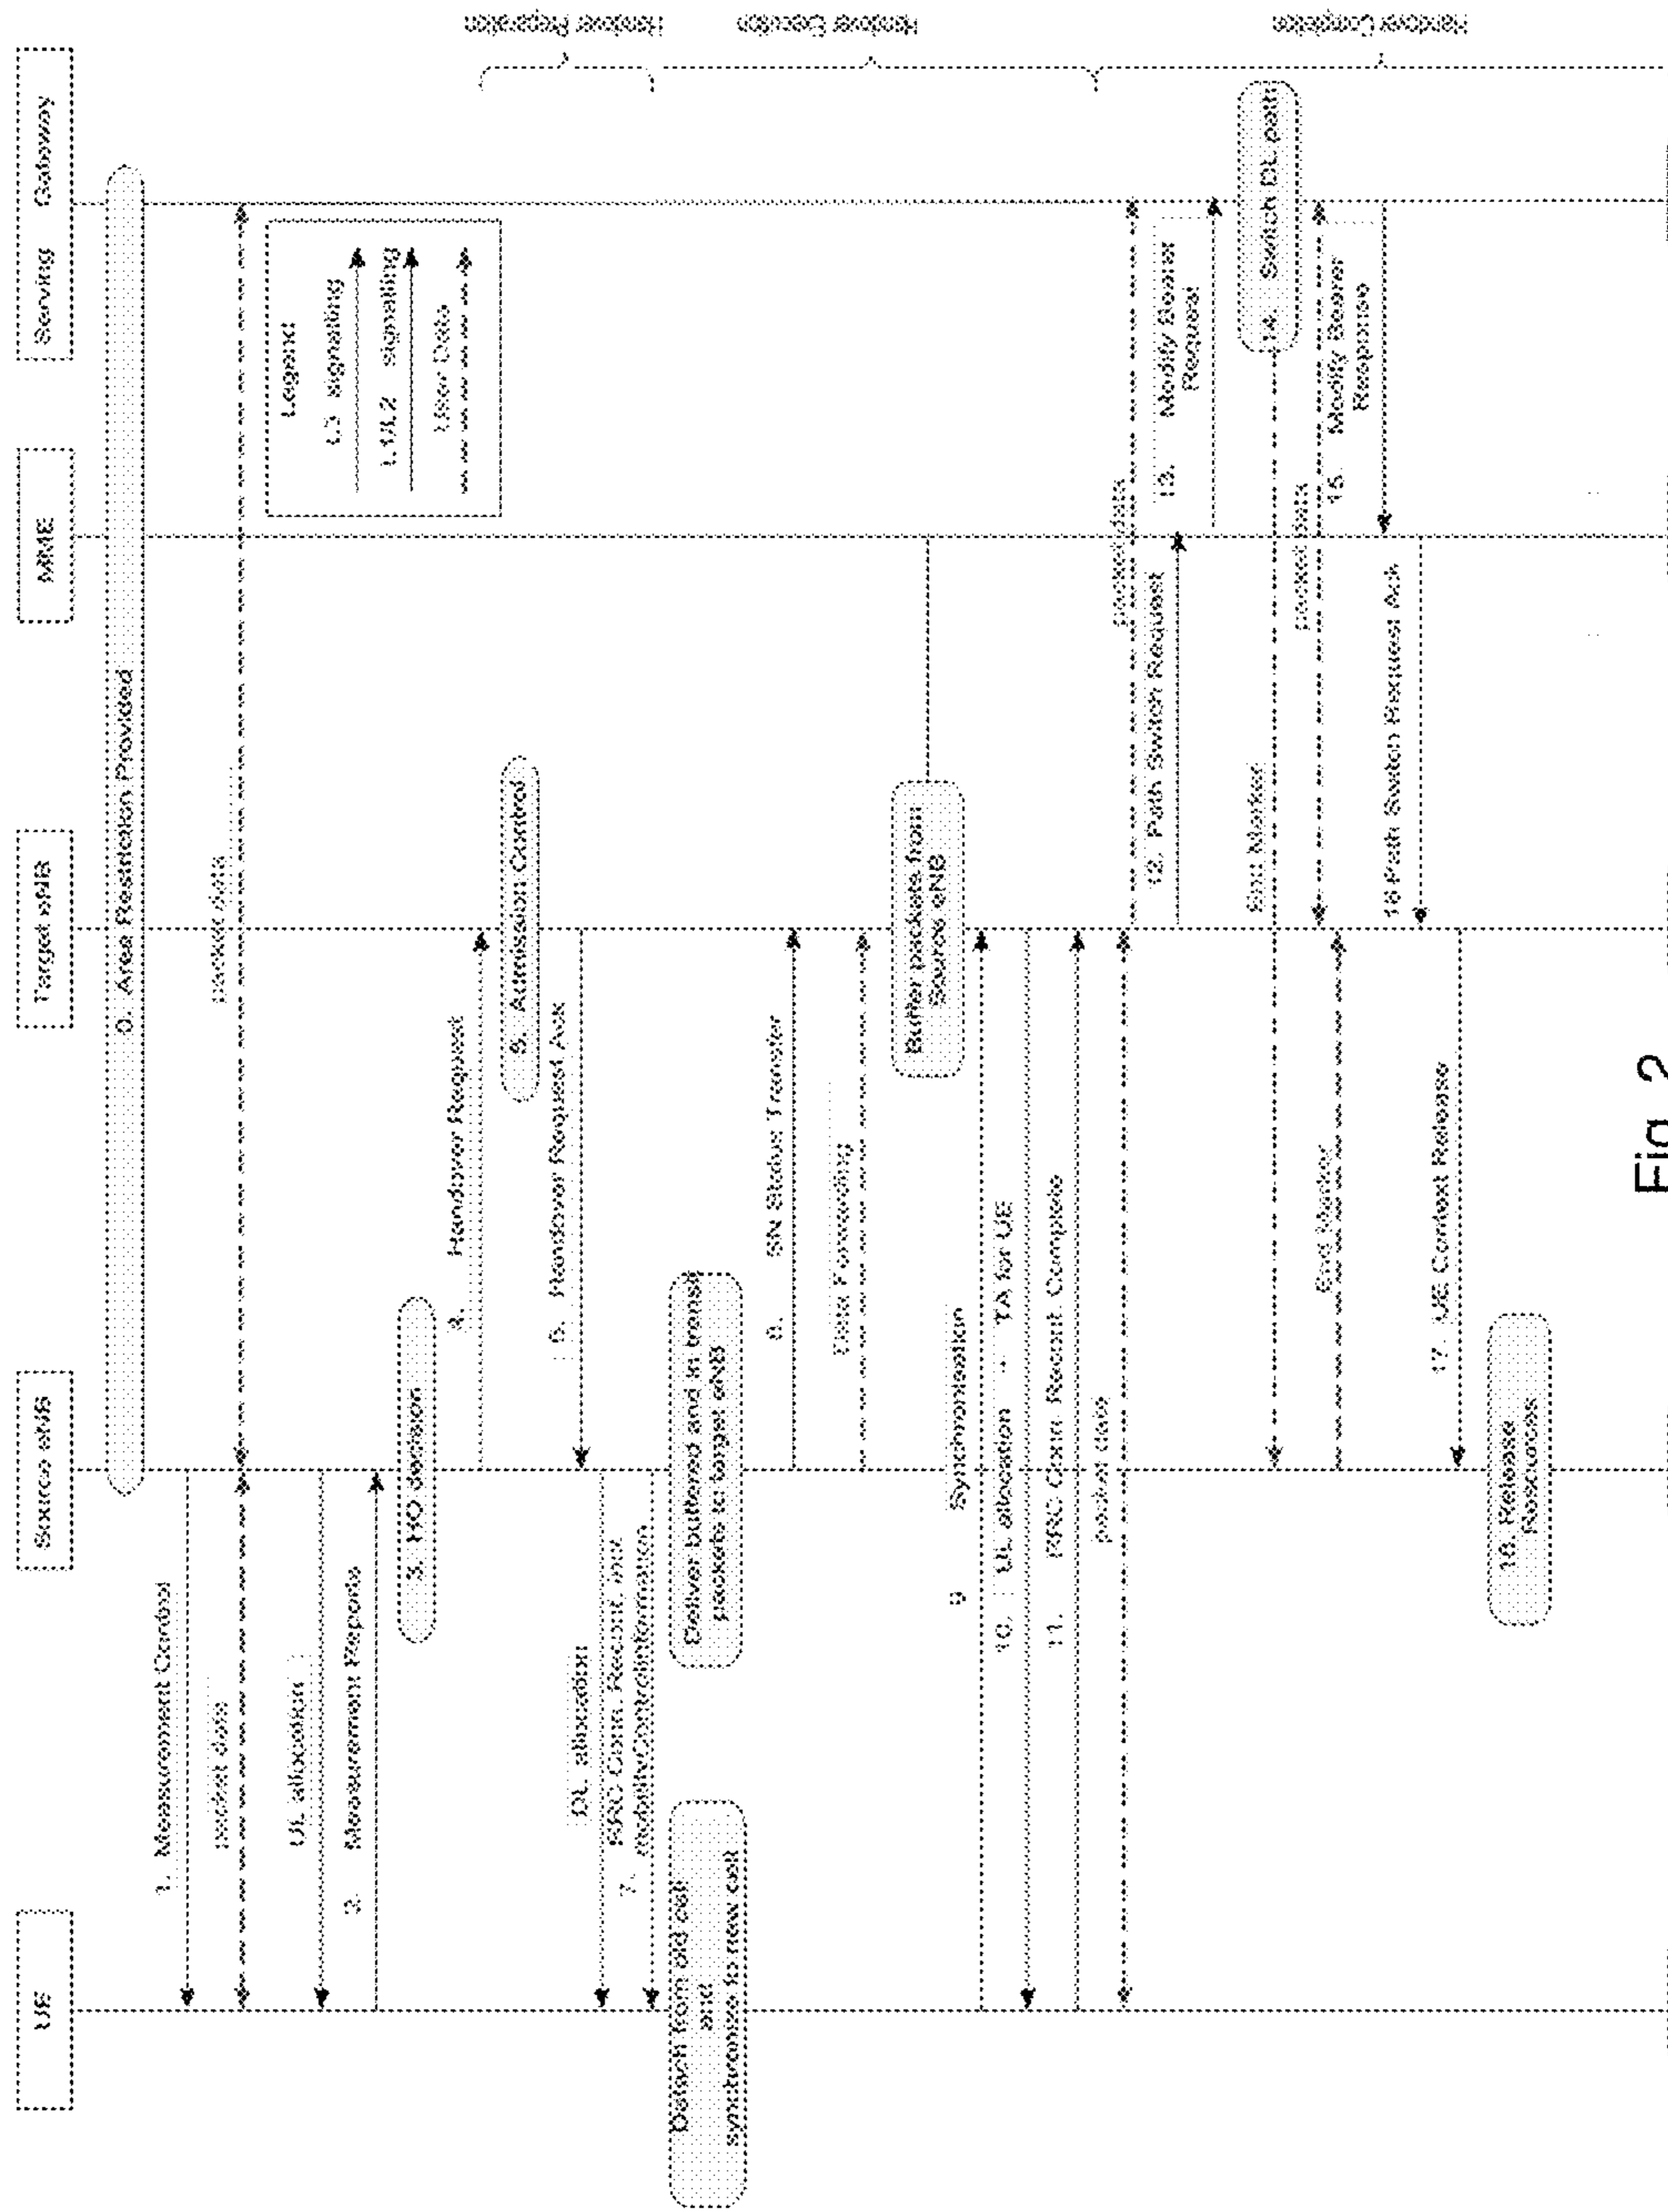 UE
Source eNB
Target eNB
MME
Serving Gateway
0. Area Restriction Provided
1. Measurement Control
packet data
packet data
Legend
L3 signalling
L1/L2 signalling
User Data
UL allocation
2. Measurement Reports
3. HO decision
4. Handover Request
5. Admission Control
Handover Request Ack
DL allocation
RRC Conn. Reconf. incl.
7. MobilityControlInformation
Handover Preparation
Detach from old cell
and
synchronize to new cell
Deliver buffered and in transit
packets to target eNB
8. SN Status Transfer
Data Forwarding
Buffer packets from
Source eNB
9 Synchronisation
10. UL allocation + TA for UE
11. RRC Conn. Reconf. Complete
Handover Execution
packet data
packet data
12. Path Switch Request
13. Modify Bearer
Request
14. Switch DL path
End Marker
packet data
End Marker
15. Modify Bearer
Response
16 Path Switch Request Ack
17. UE Context Release
18. Release
Resources
Handover Completion
Fig. 2